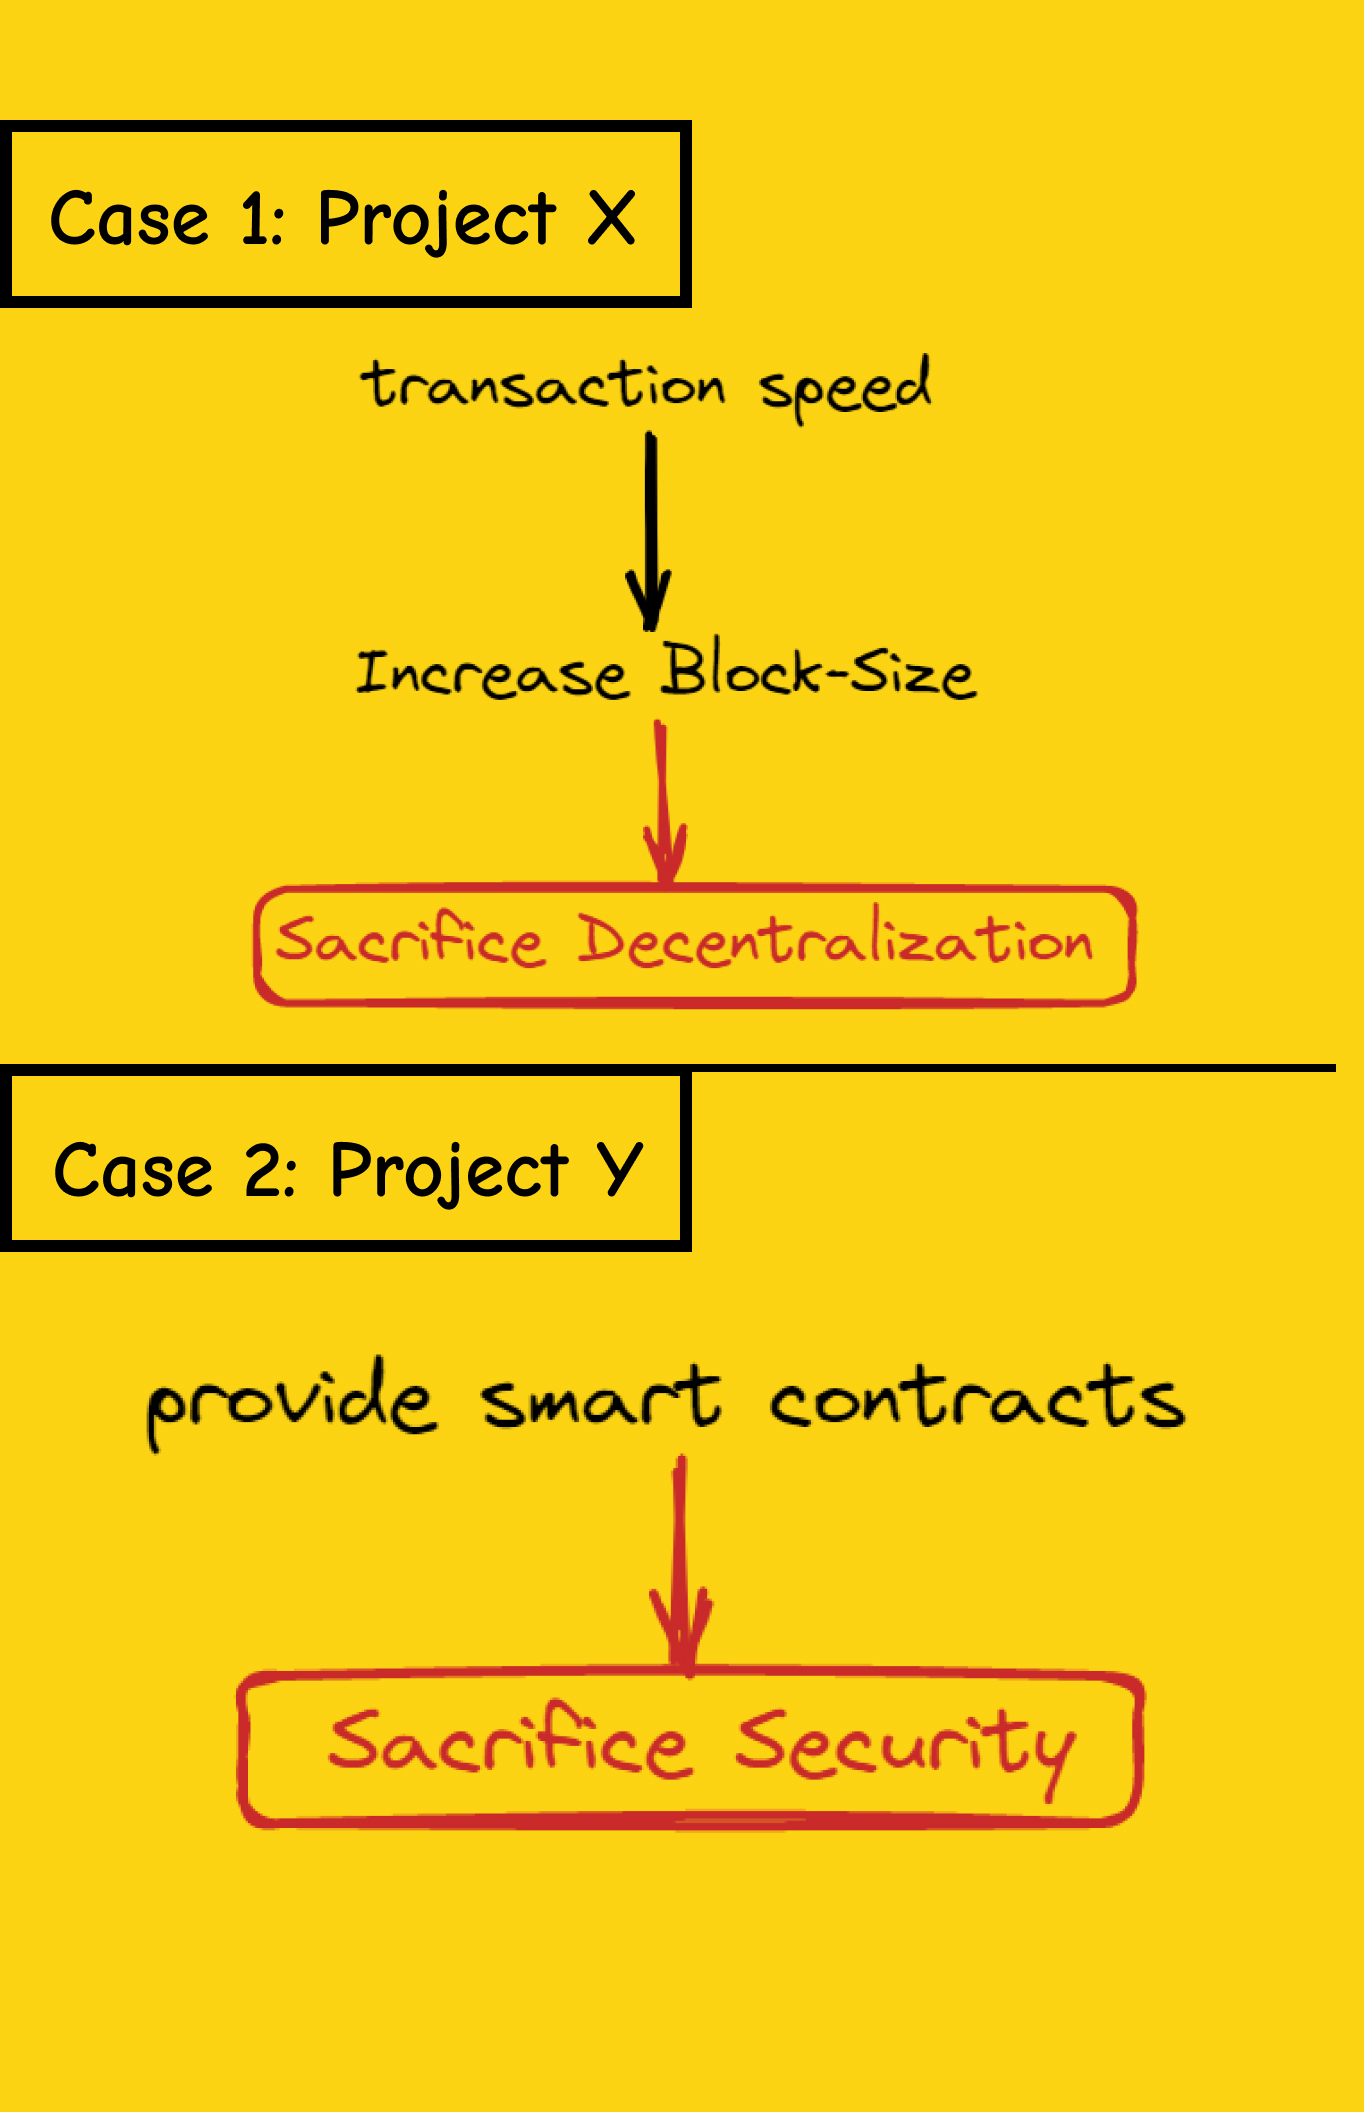 Case 1: Project X
transaction speed
Increase Block-Size
Sacrifice Decentralization
Case 2: Project Y
provide smart contracts
Sacrifice Security